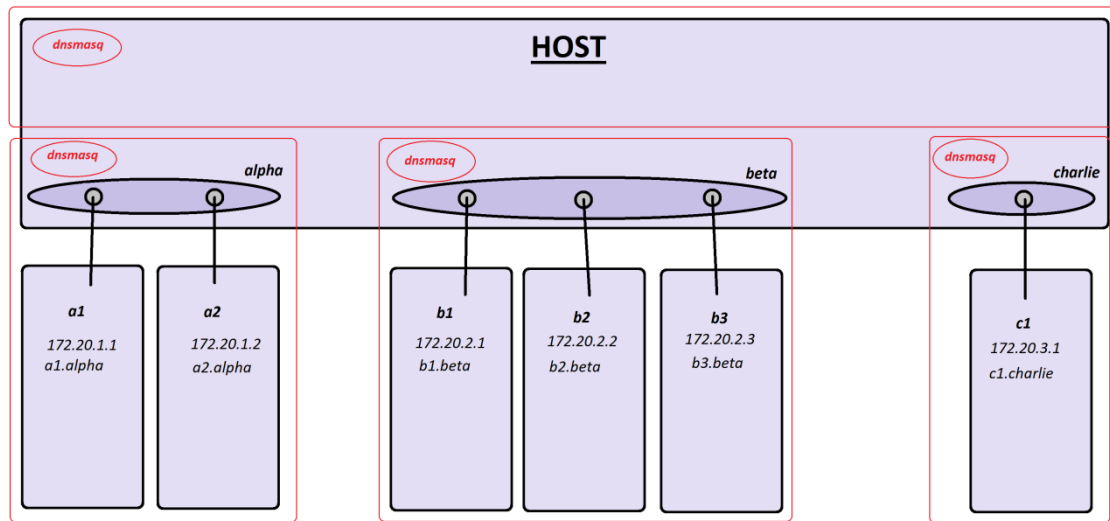 dnsmasq
HOST
dnsmasq
alpha
dnsmasq
beta
dnsmasq
charlie
a1
172.20.1.1
a1.alpha
a2
172.20.1.2
a2.alpha
b1
172.20.2.1
b1.beta
b2
172.20.2.2
b2.beta
b3
172.20.2.3
b3.beta
c1
172.20.3.1
c1.charlie